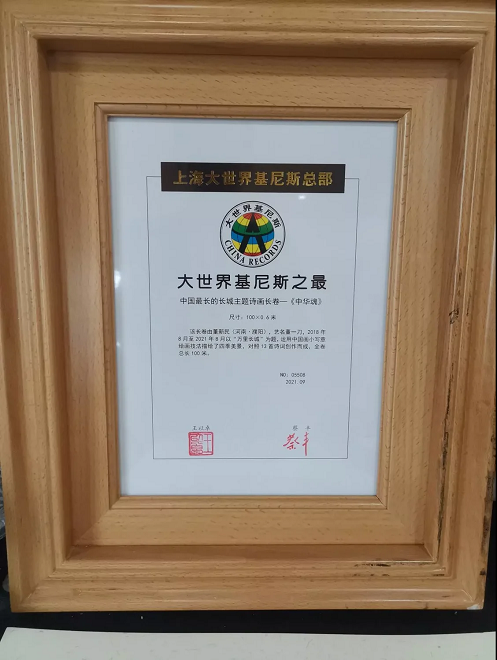 上海大世界基尼斯总部
大世界基尼斯
CHINA RECORDS
大世界基尼斯之最
中国最长的长城主题诗画长卷—《中华魂》
尺寸：100×0.6米
该长卷由董新民（河南·濮阳），艺名董一刀，2018年
8月至2021年8月以“万里长城”为题，运用中国画小写意
绘画技法描绘了四季美景，对照13首诗词创作而成，全卷
总长100米。
NO：05508
2021.09